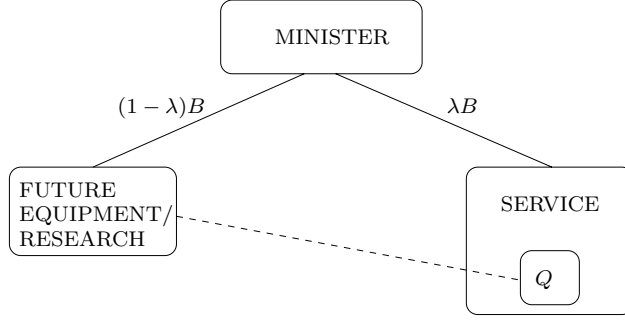 MINISTER
(1 − λ)B
λB
FUTURE
EQUIPMENT/
RESEARCH
SERVICE
Q